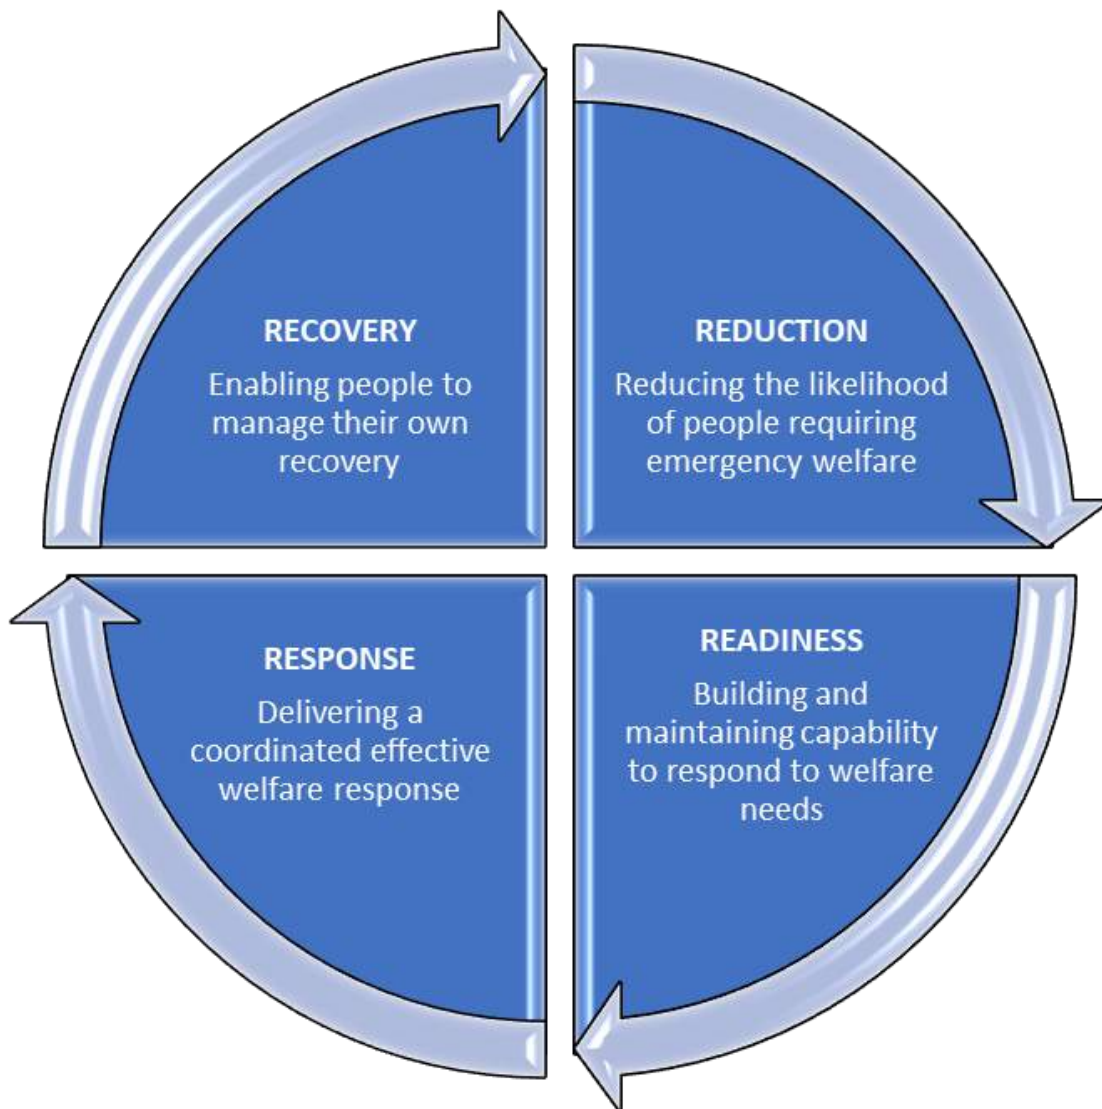 RECOVERY
Enabling people to
manage their own
recovery
REDUCTION
Reducing the likelihood
of people requiring
emergency welfare
RESPONSE
Delivering a
coordinated effective
welfare response
READINESS
Building and
maintaining capability
to respond to welfare
needs